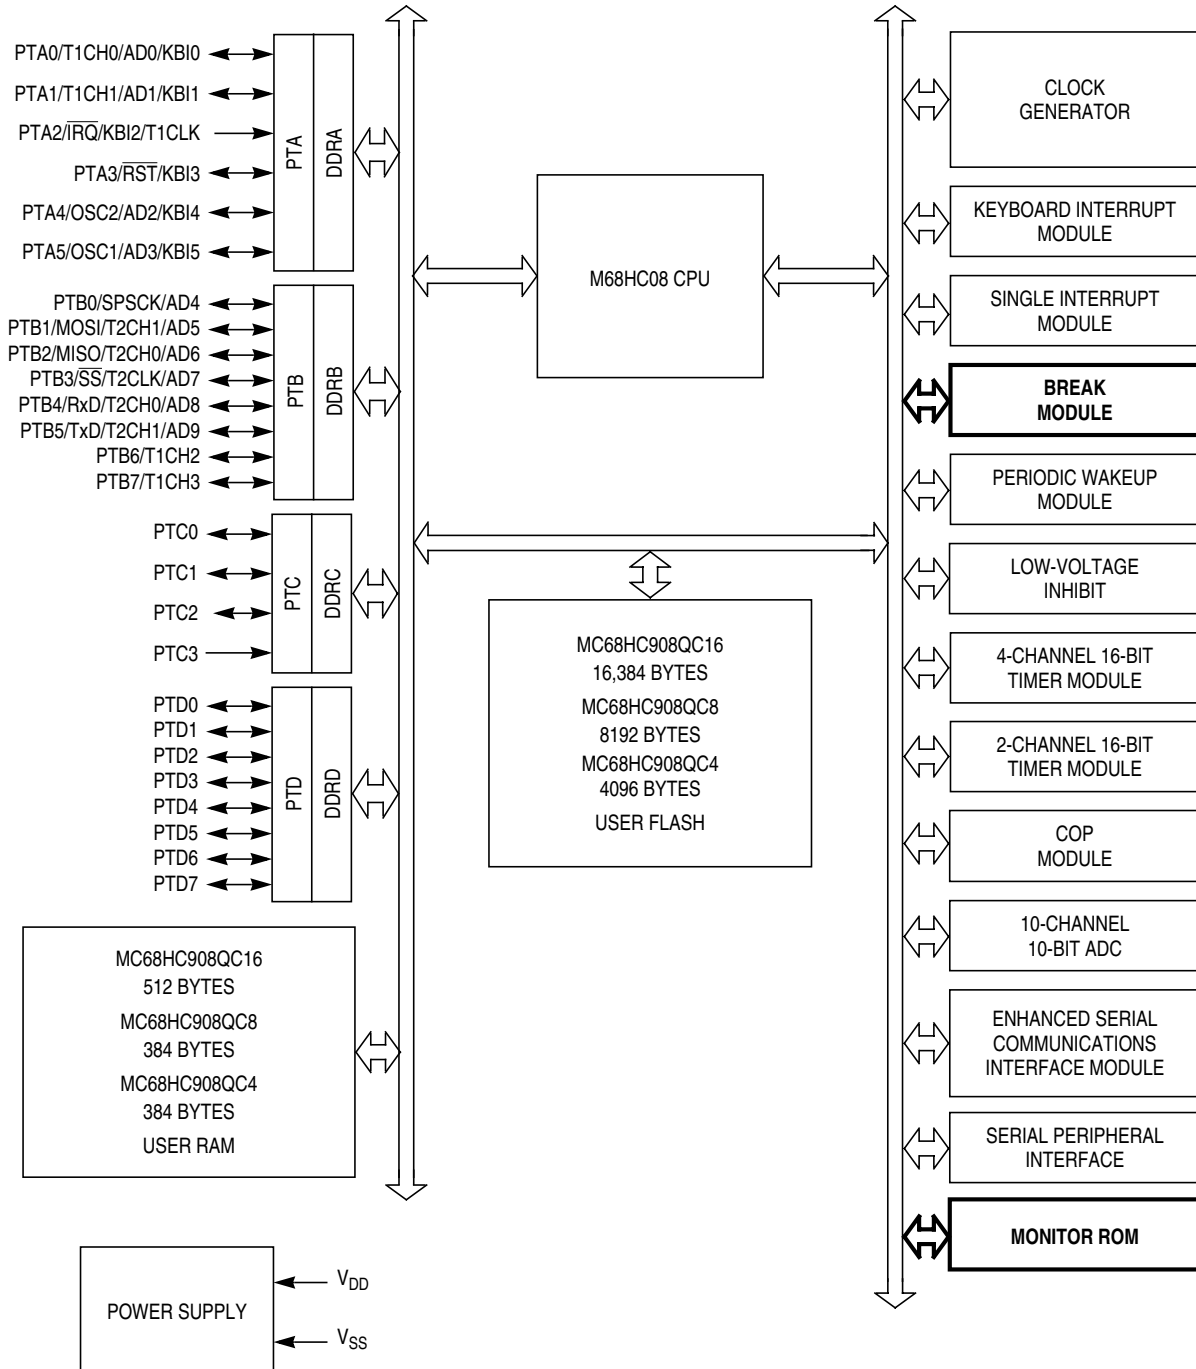 PTA0/T1CH0/AD0/KBI0
PTA1/T1CH1/AD1/KBI1
PTA2/I̅R̅Q̅/KBI2/T1CLK
PTA3/R̅S̅T̅/KBI3
PTA4/OSC2/AD2/KBI4
PTA5/OSC1/AD3/KBI5
PTA
DDRA
PTB0/SPSCK/AD4
PTB1/MOSI/T2CH1/AD5
PTB2/MISO/T2CH0/AD6
PTB3/S̅S̅/T2CLK/AD7
PTB4/RxD/T2CH0/AD8
PTB5/TxD/T2CH1/AD9
PTB6/T1CH2
PTB7/T1CH3
PTB
DDRB
PTC0
PTC1
PTC2
PTC3
PTC
DDRC
PTD0
PTD1
PTD2
PTD3
PTD4
PTD5
PTD6
PTD7
PTD
DDRD
MC68HC908QC16
512 BYTES
MC68HC908QC8
384 BYTES
MC68HC908QC4
384 BYTES
USER RAM
POWER SUPPLY
VDD
VSS
M68HC08 CPU
MC68HC908QC16
16,384 BYTES
MC68HC908QC8
8192 BYTES
MC68HC908QC4
4096 BYTES
USER FLASH
CLOCK
GENERATOR
KEYBOARD INTERRUPT
MODULE
SINGLE INTERRUPT
MODULE
BREAK
MODULE
PERIODIC WAKEUP
MODULE
LOW-VOLTAGE
INHIBIT
4-CHANNEL 16-BIT
TIMER MODULE
2-CHANNEL 16-BIT
TIMER MODULE
COP
MODULE
10-CHANNEL
10-BIT ADC
ENHANCED SERIAL
COMMUNICATIONS
INTERFACE MODULE
SERIAL PERIPHERAL
INTERFACE
MONITOR ROM